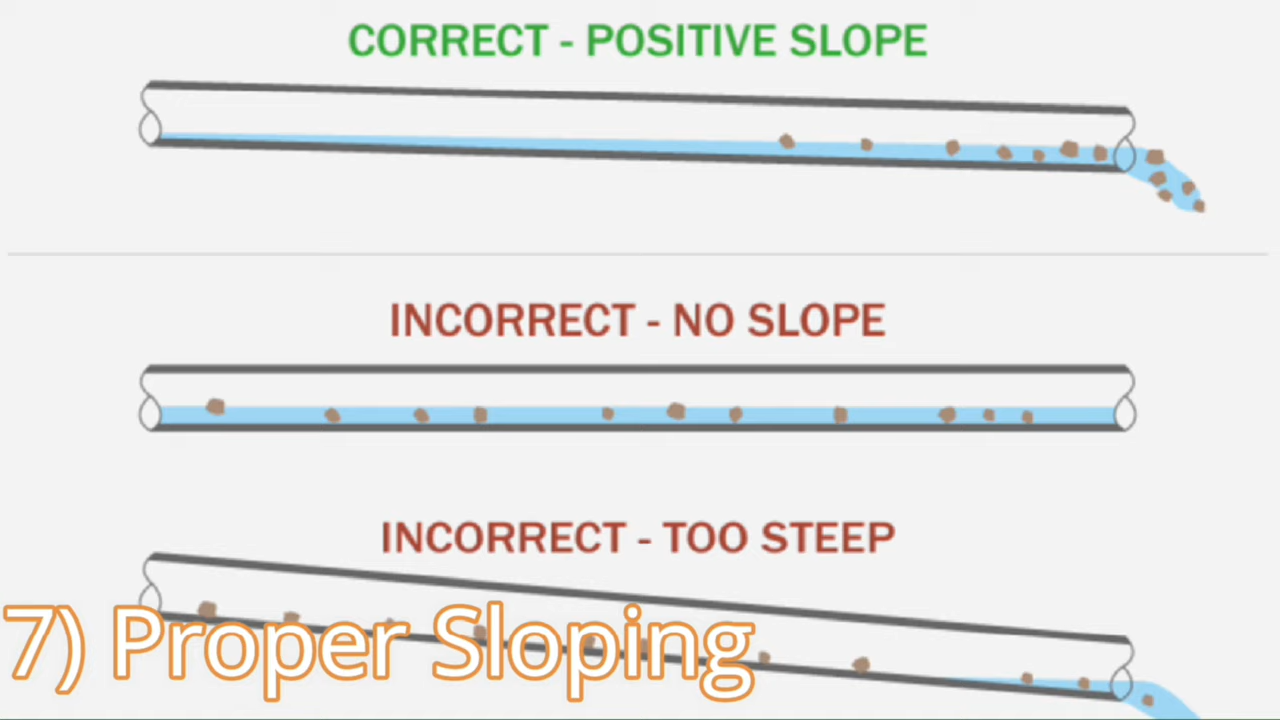 CORRECT - POSITIVE SLOPE
INCORRECT - NO SLOPE
INCORRECT - TOO STEEP
7) Proper Sloping